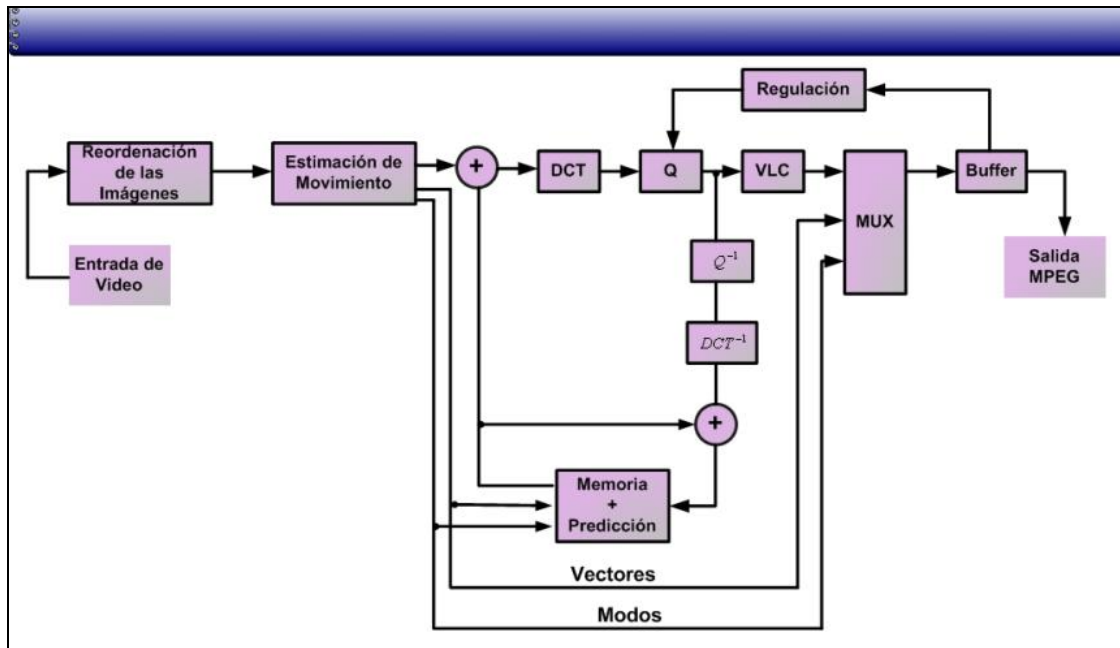 Regulación
Reordenación
de las
Imágenes
Estimación de
Movimiento
+
DCT
Q
VLC
MUX
Buffer
Entrada de
Video
Q⁻¹
Salida
MPEG
DCT⁻¹
+
Memoria
+
Predicción
Vectores
Modos